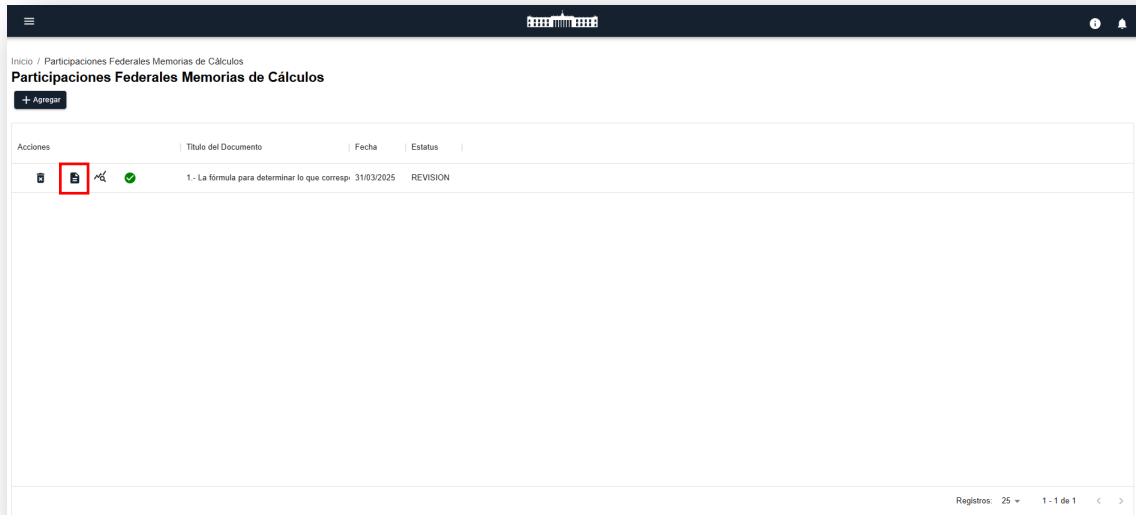 Inicio / Participaciones Federales Memorias de Cálculos
Participaciones Federales Memorias de Cálculos
+ Agregar
Acciones Titulo del Documento Fecha Estatus
1.- La fórmula para determinar lo que corresp 31/03/2025 REVISION
Registros: 25 1 - 1 de 1